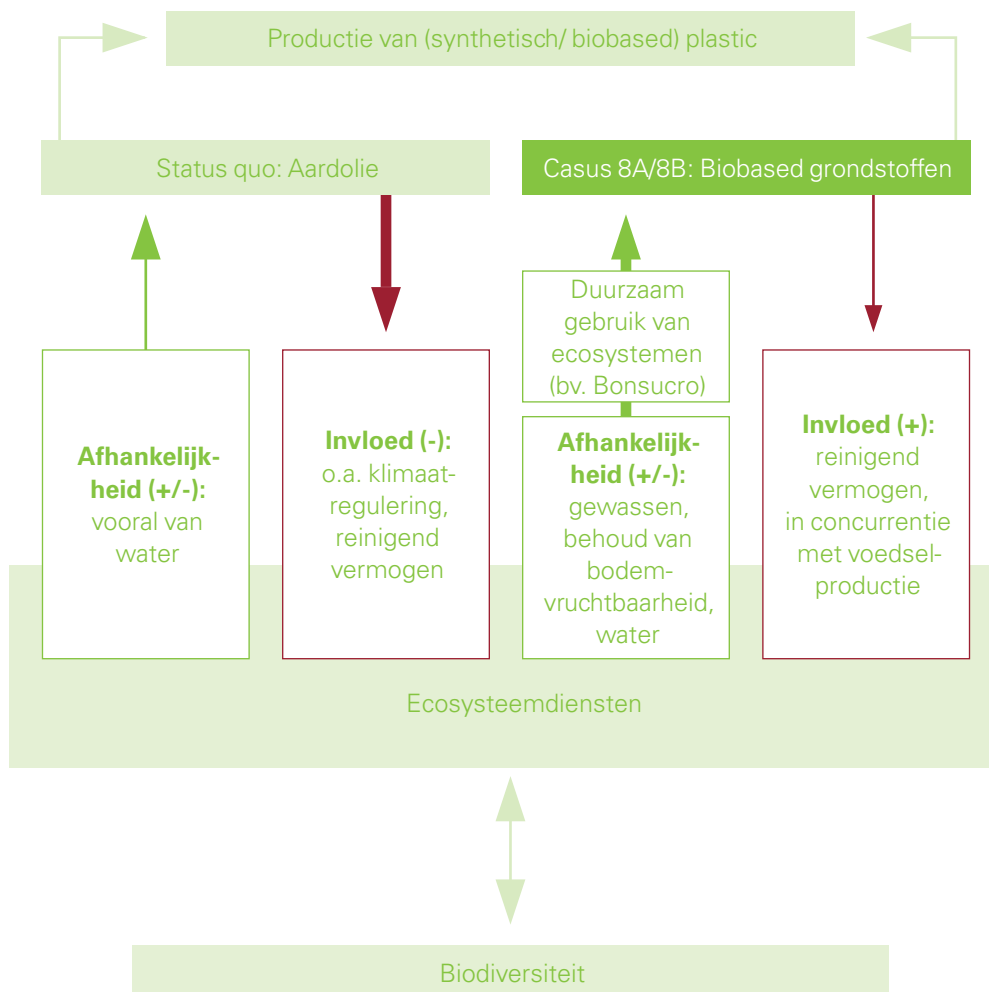 Productie van (synthetisch/ biobased) plastic
Status quo: Aardolie
Casus 8A/8B: Biobased grondstoffen
Afhankelijk-
heid (+/-):
vooral van
water
Invloed (-):
o.a. klimaat-
regulering,
reinigend
vermogen
Duurzaam
gebruik van
ecosystemen
(bv. Bonsucro)
Afhankelijk-
heid (+/-):
gewassen,
behoud van
bodem-
vruchtbaarheid,
water
Invloed (+):
reinigend
vermogen,
in concurrentie
met voedsel-
productie
Ecosysteemdiensten
Biodiversiteit